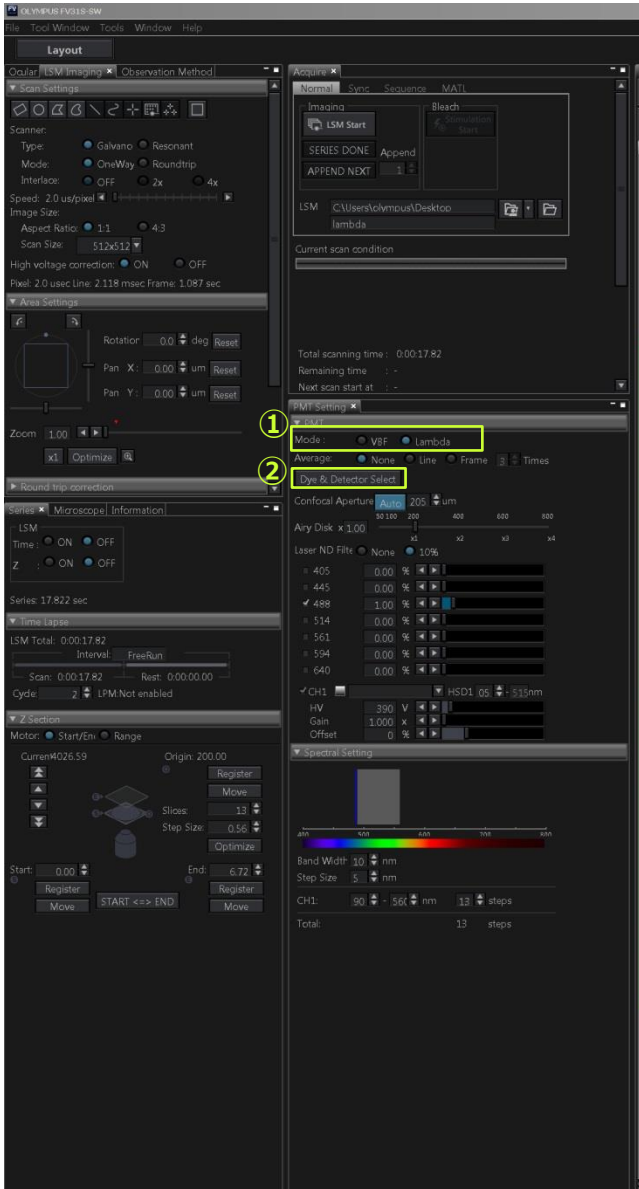 OLYMPUS FV31S-SW
File Tool Window Tools Window Help
Layout
Ocular LSM Imaging × Observation Method
▼ Scan Settings
Scanner:
Type: Galvano Resonant
Mode: OneWay Roundtrip
Interlace: OFF 2x 4x
Speed: 2.0 us/pixel
Image Size:
Aspect Ratio: 1:1 4:3
Scan Size: 512x512
High voltage correction: ON OFF
Pixel: 2.0 usec Line: 2.118 msec Frame: 1.087 sec
▼ Area Settings
Rotation 0.0 deg Reset
Pan X: 0.00 um Reset
Pan Y: 0.00 um Reset
Zoom 1.00
x1 Optimize
▶ Round trip correction
Series × Microscope Information
LSM
Time: ON OFF
Z : ON OFF
Series: 17.822 sec
▼ Time Lapse
LSM Total: 0:00:17.82
Interval: FreeRun
Scan: 0:00:17.82 Rest: 0:00:00.00
Cycle: 2 LPM:Not enabled
▼ Z Section
Motor: Start/En Range
Current4026.59 Origin: 200.00
Register
Move
Slices: 13
Step Size: 0.56
Optimize
Start: 0.00 End: 6.72
Register Register
Move START <=> END Move
Acquire ×
Normal Sync Sequence MATL
Imaging Bleach
LSM Start Stimulation Start
SERIES DONE Append
APPEND NEXT 1
LSM C:\Users\olympus\Desktop
lambda
Current scan condition
Total scanning time : 0:00:17.82
Remaining time : -
Next scan start at : -
PMT Setting ×
① ▼ PMT
Mode : VBF Lambda
Average: None Line Frame 3 Times
② Dye & Detector Select
Confocal Aperture Auto 205 um
50 100 200 400 600 800
Airy Disk x 1.00
x1 x2 x3 x4
Laser ND Filte None 10%
405 0.00 %
445 0.00 %
488 1.00 %
514 0.00 %
561 0.00 %
594 0.00 %
640 0.00 %
CH1 HSD1 05 - 515nm
HV 390 V
Gain 1.000 x
Offset 0 %
▼ Spectral Setting
400 500 600 700 800
Band Width 10 nm
Step Size 5 nm
CH1: 90 - 56( nm 13 steps
Total: 13 steps